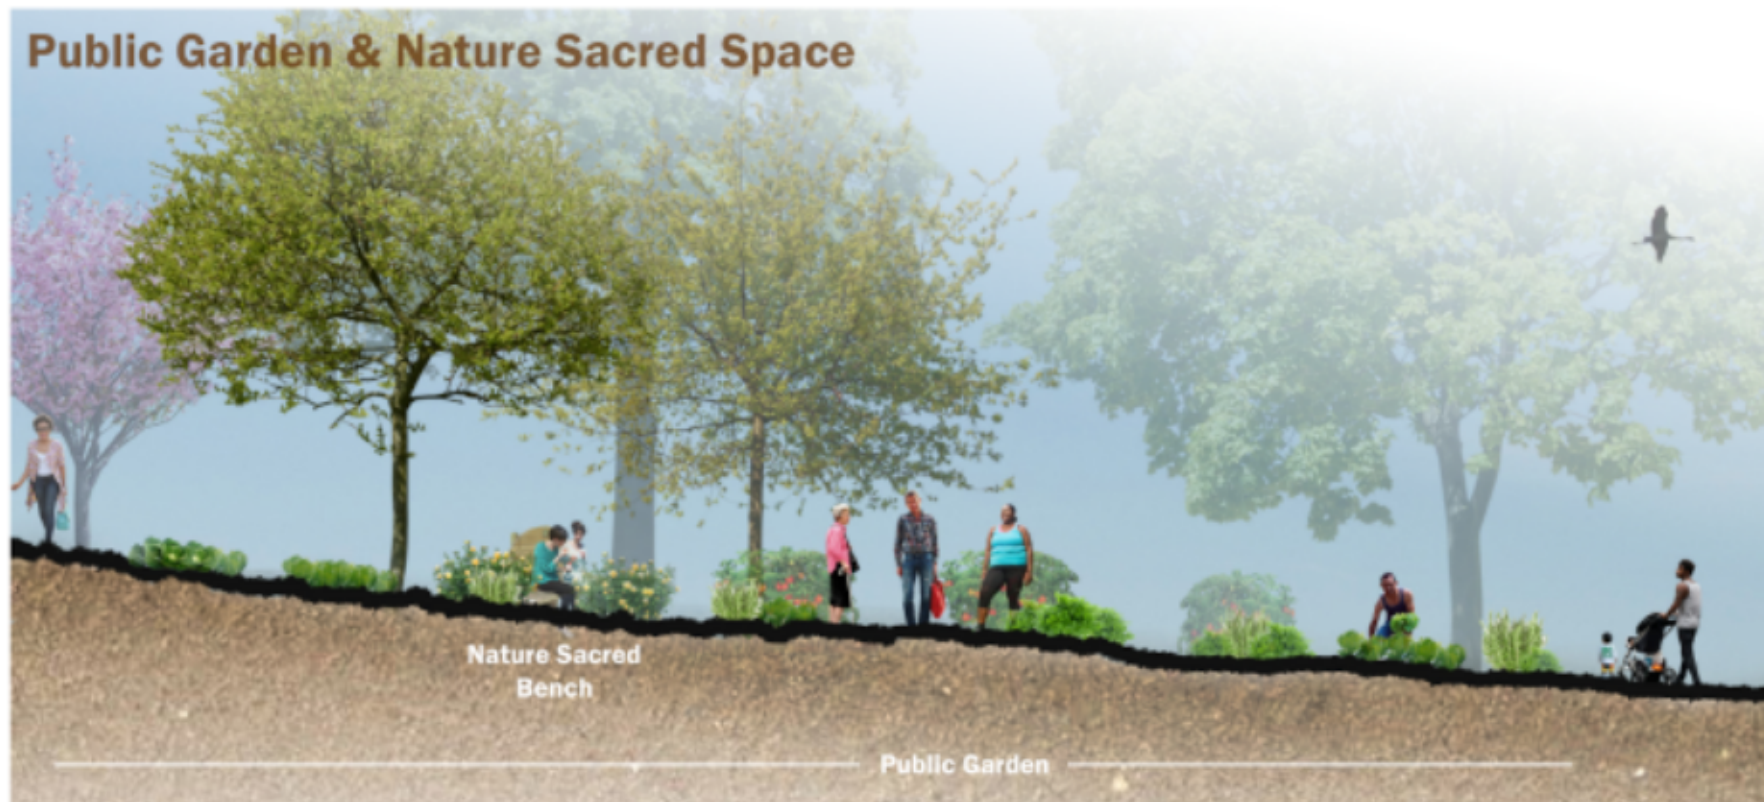 Public Garden & Nature Sacred Space
Nature Sacred
Bench
Public Garden